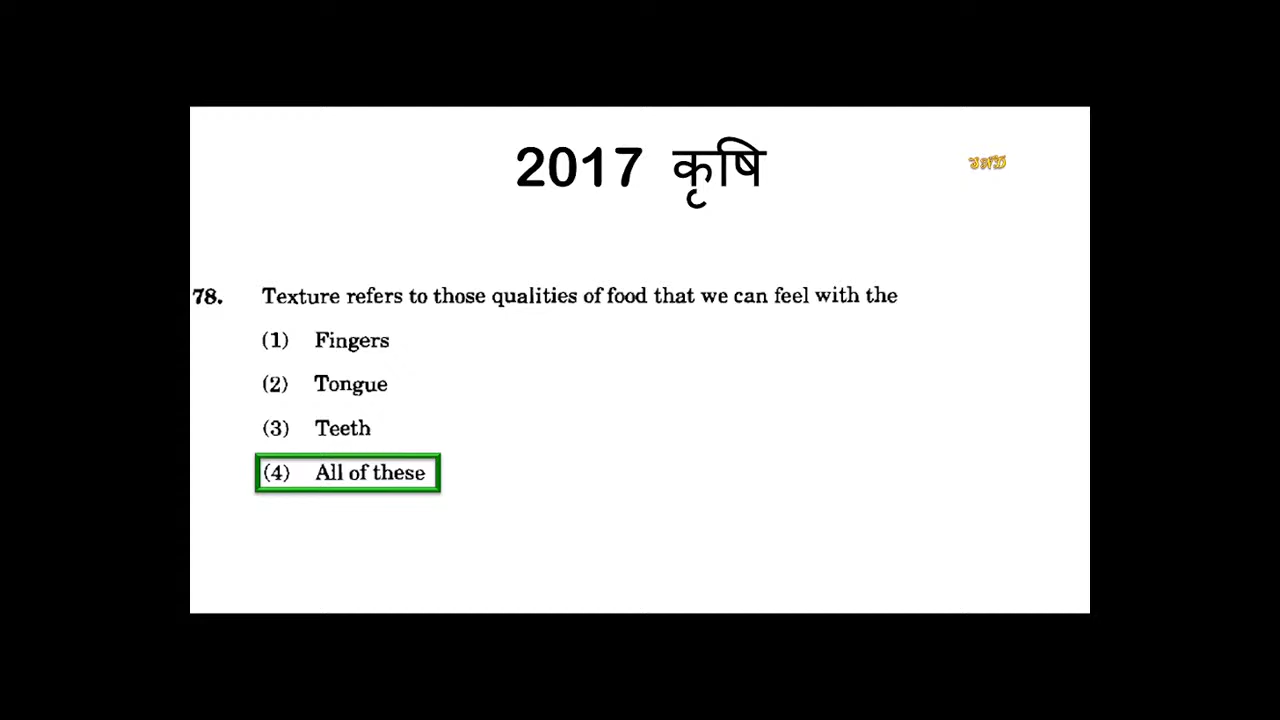 2017 कृषि
78. Texture refers to those qualities of food that we can feel with the
(1) Fingers
(2) Tongue
(3) Teeth
(4) All of these